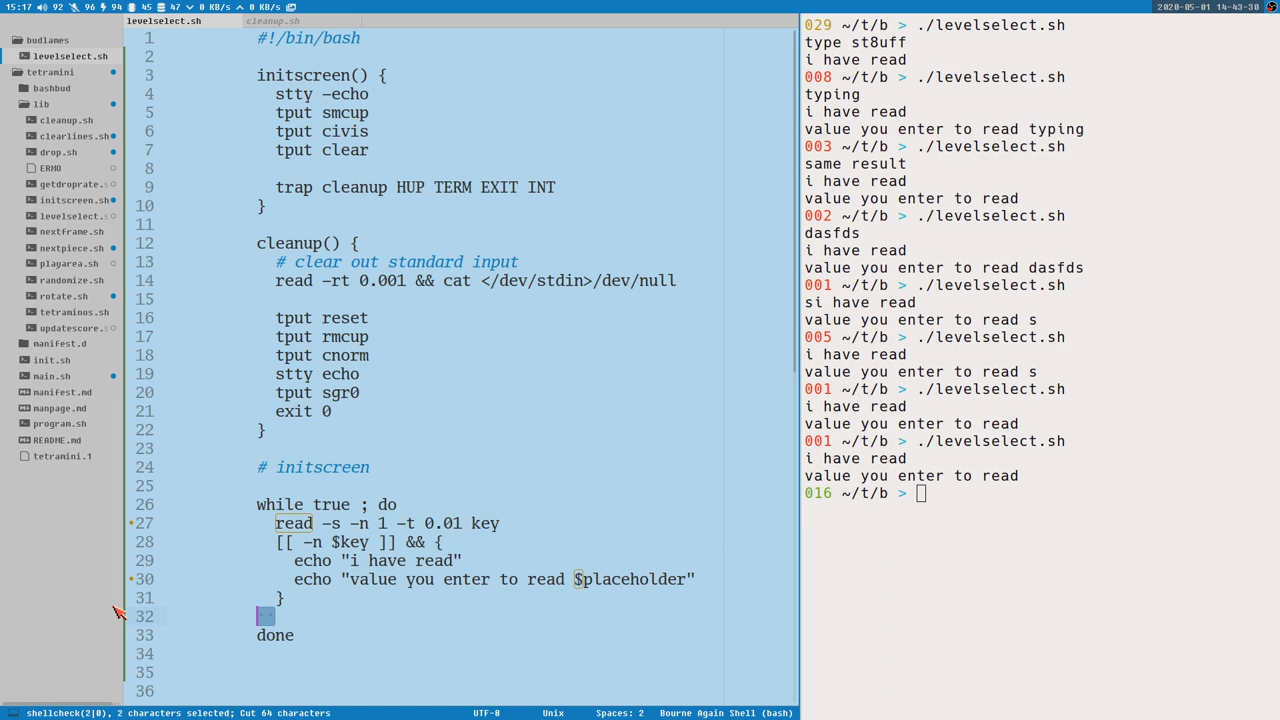 15:17 92 96 94 45 47 0 KB/s 0 KB/s 2020-05-01 14-43-30
levelselect.sh cleanup.sh
budlames
levelselect.sh
tetramini
bashbud
lib
cleanup.sh
clearlines.sh
drop.sh
ERMO
getdroprate.s
initscreen.sh
levelselect.s
nextframe.sh
nextpiece.sh
playarea.sh
randomize.sh
rotate.sh
tetraminos.sh
updatescore.s
manifest.d
init.sh
main.sh
manifest.md
manpage.md
program.sh
README.md
tetramini.1
1 #!/bin/bash
2
3 initscreen() {
4 stty -echo
5 tput smcup
6 tput civis
7 tput clear
8
9 trap cleanup HUP TERM EXIT INT
10 }
11
12 cleanup() {
13 # clear out standard input
14 read -rt 0.001 && cat </dev/stdin>/dev/null
15
16 tput reset
17 tput rmcup
18 tput cnorm
19 stty echo
20 tput sgr0
21 exit 0
22 }
23
24 # initscreen
25
26 while true ; do
27 read -s -n 1 -t 0.01 key
28 [[ -n $key ]] && {
29 echo "i have read"
30 echo "value you enter to read $placeholder"
31 }
32
33 done
34
35
36
029 ~/t/b > ./levelselect.sh
type st8uff
i have read
008 ~/t/b > ./levelselect.sh
typing
i have read
value you enter to read typing
003 ~/t/b > ./levelselect.sh
same result
i have read
value you enter to read
002 ~/t/b > ./levelselect.sh
dasfds
i have read
value you enter to read dasfds
001 ~/t/b > ./levelselect.sh
si have read
value you enter to read s
005 ~/t/b > ./levelselect.sh
i have read
value you enter to read s
001 ~/t/b > ./levelselect.sh
i have read
value you enter to read
001 ~/t/b > ./levelselect.sh
i have read
value you enter to read
016 ~/t/b >
shellcheck(2|0), 2 characters selected; Cut 64 characters UTF-8 Unix Spaces: 2 Bourne Again Shell (bash)